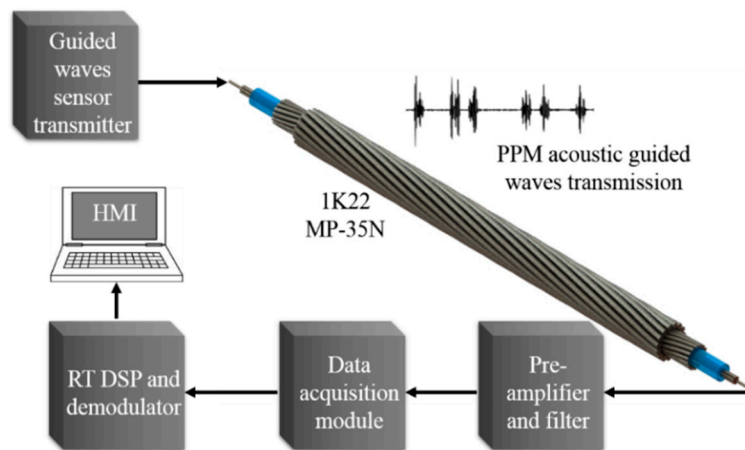 Guided
waves
sensor
transmitter
PPM acoustic guided
waves transmission
1K22
MP-35N
HMI
RT DSP and
demodulator
Data
acquisition
module
Pre-
amplifier
and filter